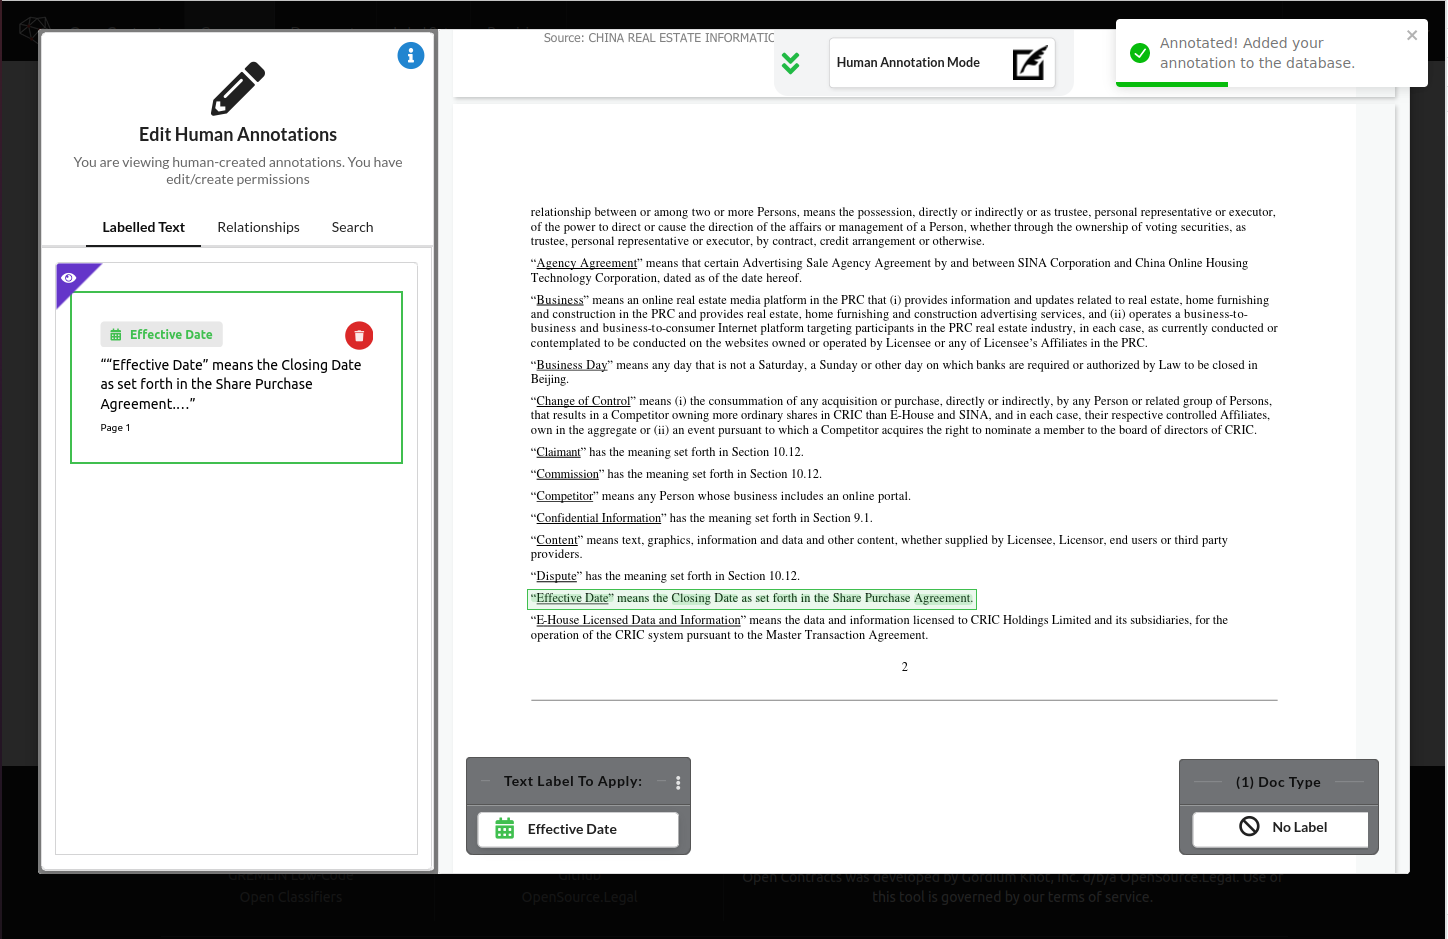 Edit Human Annotations
You are viewing human-created annotations. You have
edit/create permissions
Labelled Text
Relationships
Search
Effective Date
““Effective Date” means the Closing Date
as set forth in the Share Purchase
Agreement.…”
Page 1
Source: CHINA REAL ESTATE INFORMATIC
Human Annotation Mode
Annotated! Added your
annotation to the database.
relationship between or among two or more Persons, means the possession, directly or indirectly or as trustee, personal representative or executor,
of the power to direct or cause the direction of the affairs or management of a Person, whether through the ownership of voting securities, as
trustee, personal representative or executor, by contract, credit arrangement or otherwise.
“Agency Agreement” means that certain Advertising Sale Agency Agreement by and between SINA Corporation and China Online Housing
Technology Corporation, dated as of the date hereof.
“Business” means an online real estate media platform in the PRC that (i) provides information and updates related to real estate, home furnishing
and construction in the PRC and provides real estate, home furnishing and construction advertising services, and (ii) operates a business-to-
business and business-to-consumer Internet platform targeting participants in the PRC real estate industry, in each case, as currently conducted or
contemplated to be conducted on the websites owned or operated by Licensee or any of Licensee’s Affiliates in the PRC.
“Business Day” means any day that is not a Saturday, a Sunday or other day on which banks are required or authorized by Law to be closed in
Beijing.
“Change of Control” means (i) the consummation of any acquisition or purchase, directly or indirectly, by any Person or related group of Persons,
that results in a Competitor owning more ordinary shares in CRIC than E-House and SINA, and in each case, their respective controlled Affiliates,
own in the aggregate or (ii) an event pursuant to which a Competitor acquires the right to nominate a member to the board of directors of CRIC.
“Claimant” has the meaning set forth in Section 10.12.
“Commission” has the meaning set forth in Section 10.12.
“Competitor” means any Person whose business includes an online portal.
“Confidential Information” has the meaning set forth in Section 9.1.
“Content” means text, graphics, information and data and other content, whether supplied by Licensee, Licensor, end users or third party
providers.
“Dispute” has the meaning set forth in Section 10.12.
“Effective Date” means the Closing Date as set forth in the Share Purchase Agreement.
“E-House Licensed Data and Information” means the data and information licensed to CRIC Holdings Limited and its subsidiaries, for the
operation of the CRIC system pursuant to the Master Transaction Agreement.
2
Text Label To Apply:
Effective Date
(1) Doc Type
No Label
GREMLIN Low-Code
Open Classifiers
Github
OpenSource.Legal
Open Contracts was developed by Gordium Knot, Inc. d/b/a OpenSource.Legal. Use of
this tool is governed by our terms of service.